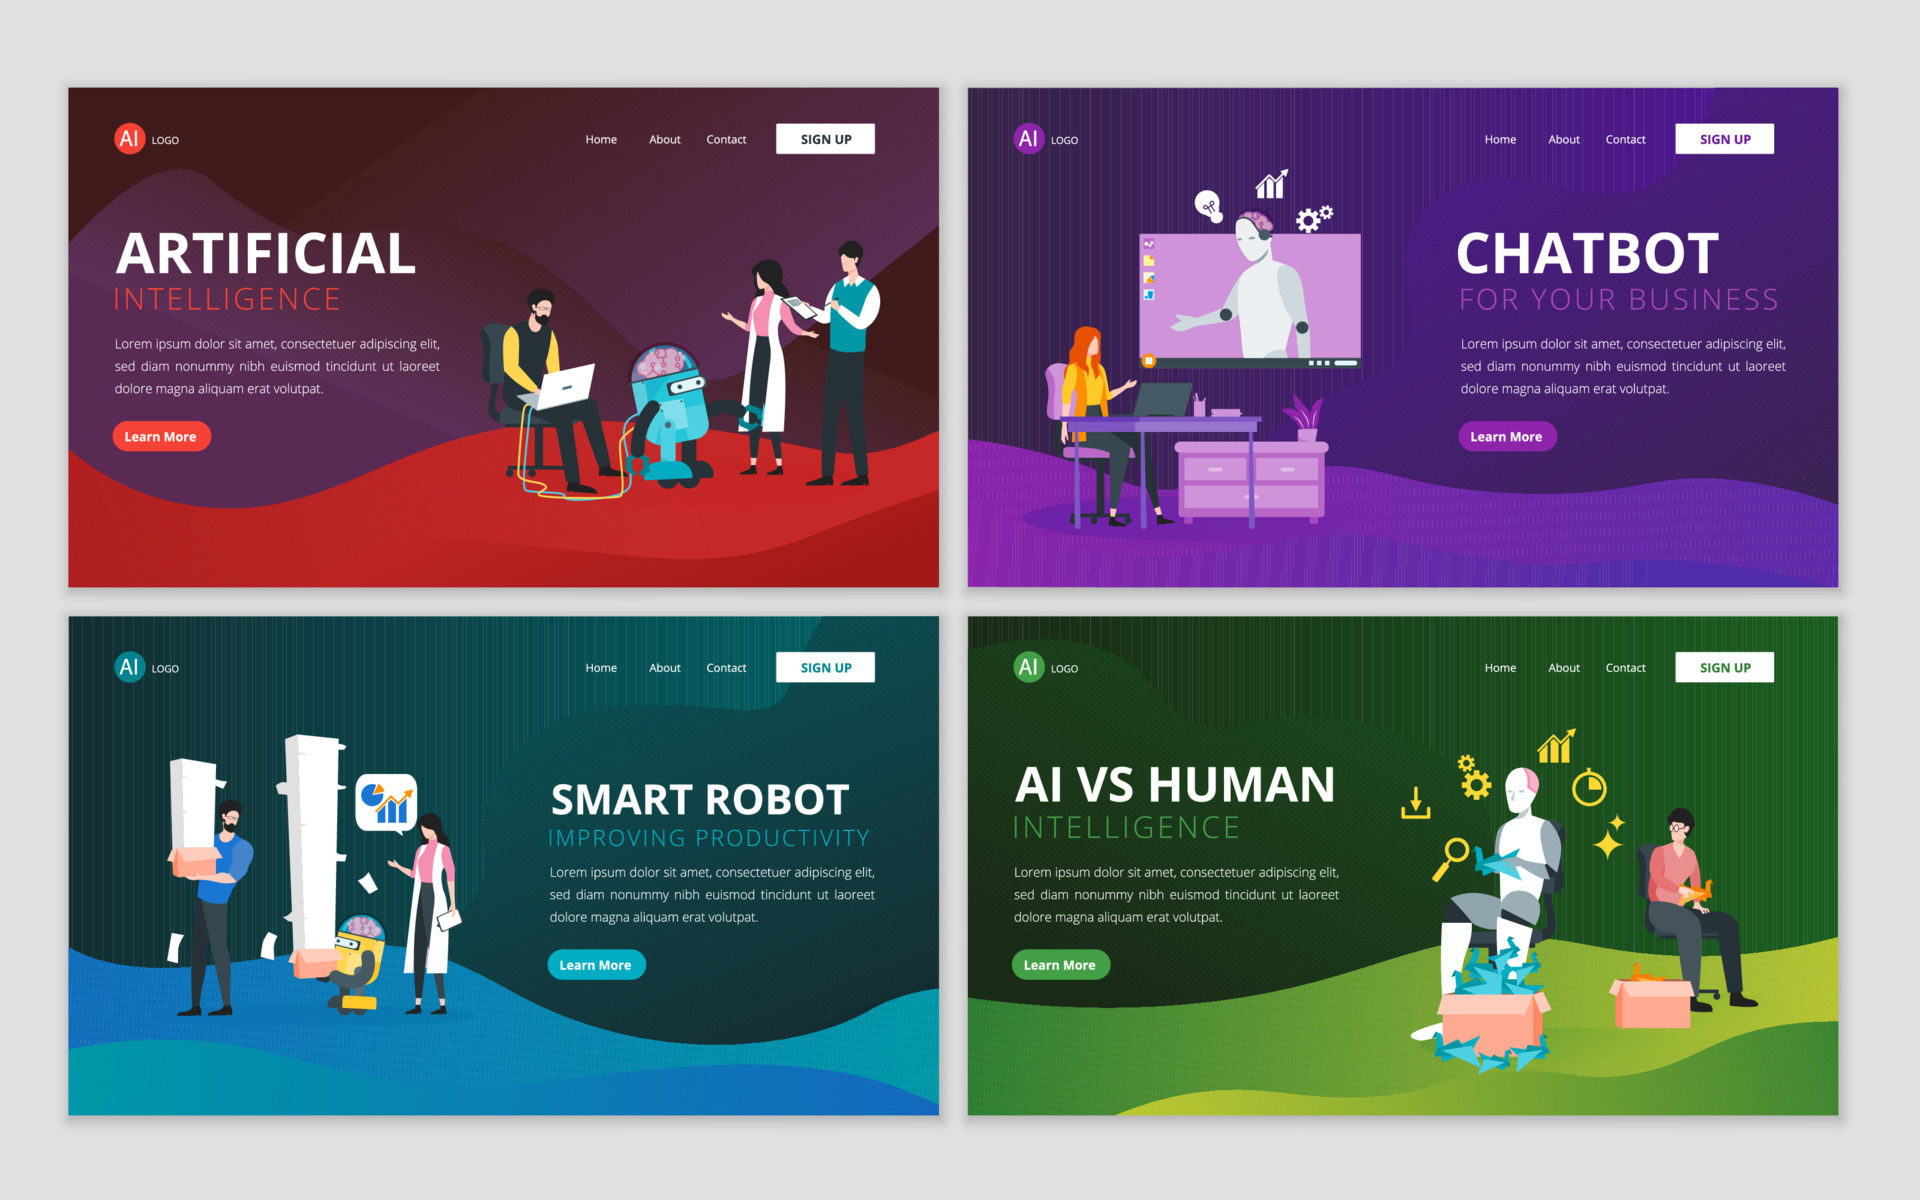 AI LOGO Home About Contact SIGN UP
ARTIFICIAL
INTELLIGENCE
Lorem ipsum dolor sit amet, consectetuer adipiscing elit,
sed diam nonummy nibh euismod tincidunt ut laoreet
dolore magna aliquam erat volutpat.
Learn More
AI LOGO Home About Contact SIGN UP
CHATBOT
FOR YOUR BUSINESS
Lorem ipsum dolor sit amet, consectetuer adipiscing elit,
sed diam nonummy nibh euismod tincidunt ut laoreet
dolore magna aliquam erat volutpat.
Learn More
AI LOGO Home About Contact SIGN UP
SMART ROBOT
IMPROVING PRODUCTIVITY
Lorem ipsum dolor sit amet, consectetuer adipiscing elit,
sed diam nonummy nibh euismod tincidunt ut laoreet
dolore magna aliquam erat volutpat.
Learn More
AI LOGO Home About Contact SIGN UP
AI VS HUMAN
INTELLIGENCE
Lorem ipsum dolor sit amet, consectetuer adipiscing elit,
sed diam nonummy nibh euismod tincidunt ut laoreet
dolore magna aliquam erat volutpat.
Learn More